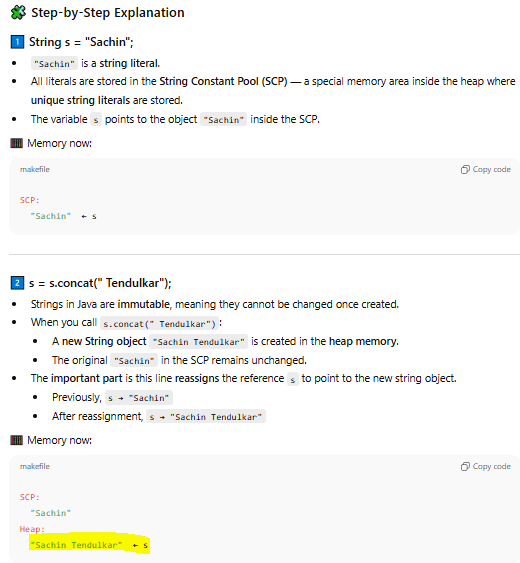 🧩 Step-by-Step Explanation
1️⃣ String s = "Sachin";
• "Sachin" is a string literal.
• All literals are stored in the String Constant Pool (SCP) — a special memory area inside the heap where
unique string literals are stored.
• The variable s points to the object "Sachin" inside the SCP.
Memory now:
makefile
Copy code
SCP:
"Sachin" ← s
2️⃣ s = s.concat(" Tendulkar");
• Strings in Java are immutable, meaning they cannot be changed once created.
• When you call s.concat(" Tendulkar"):
• A new String object "Sachin Tendulkar" is created in the heap memory.
• The original "Sachin" in the SCP remains unchanged.
• The important part is this line reassigns the reference s to point to the new string object.
• Previously, s → "Sachin"
• After reassignment, s → "Sachin Tendulkar"
Memory now:
makefile
Copy code
SCP:
"Sachin"
Heap:
"Sachin Tendulkar" ← s